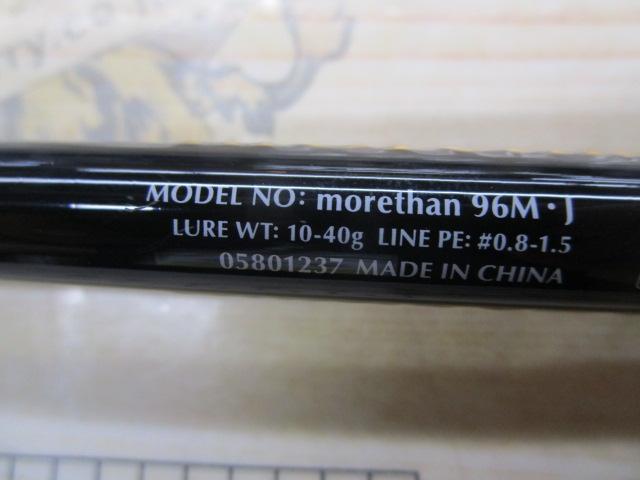 MODEL NO: morethan 96M・J
LURE WT: 10-40g LINE PE: #0.8-1.5
05801237 MADE IN CHINA